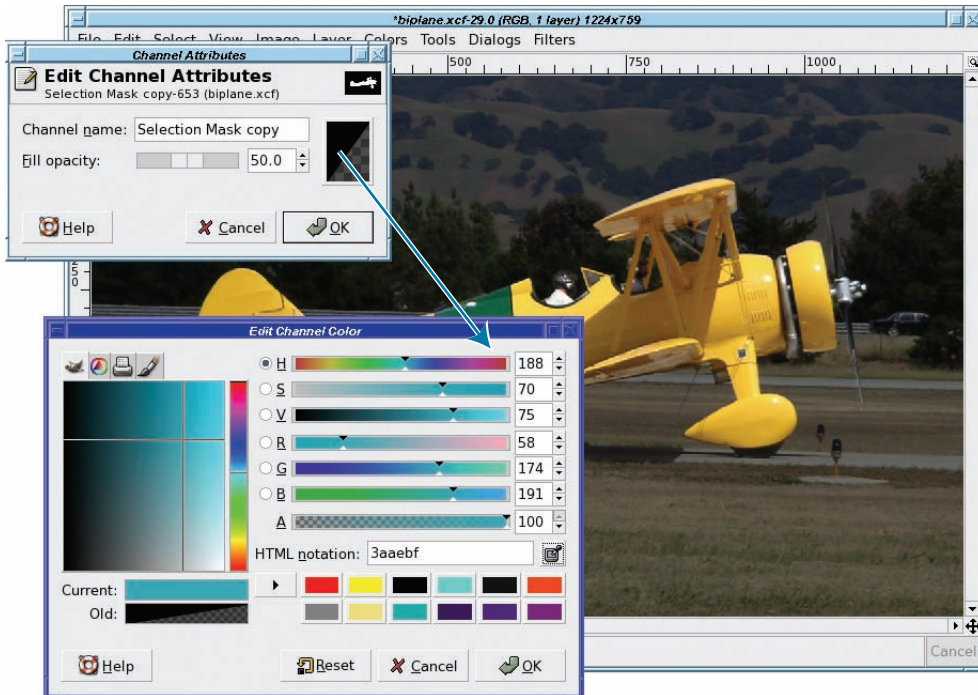 *biplane.xcf-29.0 (RGB, 1 layer) 1224x759
File Edit Select View Image Layer Colors Tools Dialogs Filters
Channel Attributes
Edit Channel Attributes
Selection Mask copy-653 (biplane.xcf)
Channel name: Selection Mask copy
Fill opacity: 50.0
Help Cancel OK
500 750 1000
250
Edit Channel Color
H 188
S 70
V 75
R 58
G 174
B 191
A 100
HTML notation: 3aaebf
Current:
Old:
Help Reset Cancel OK
Cancel